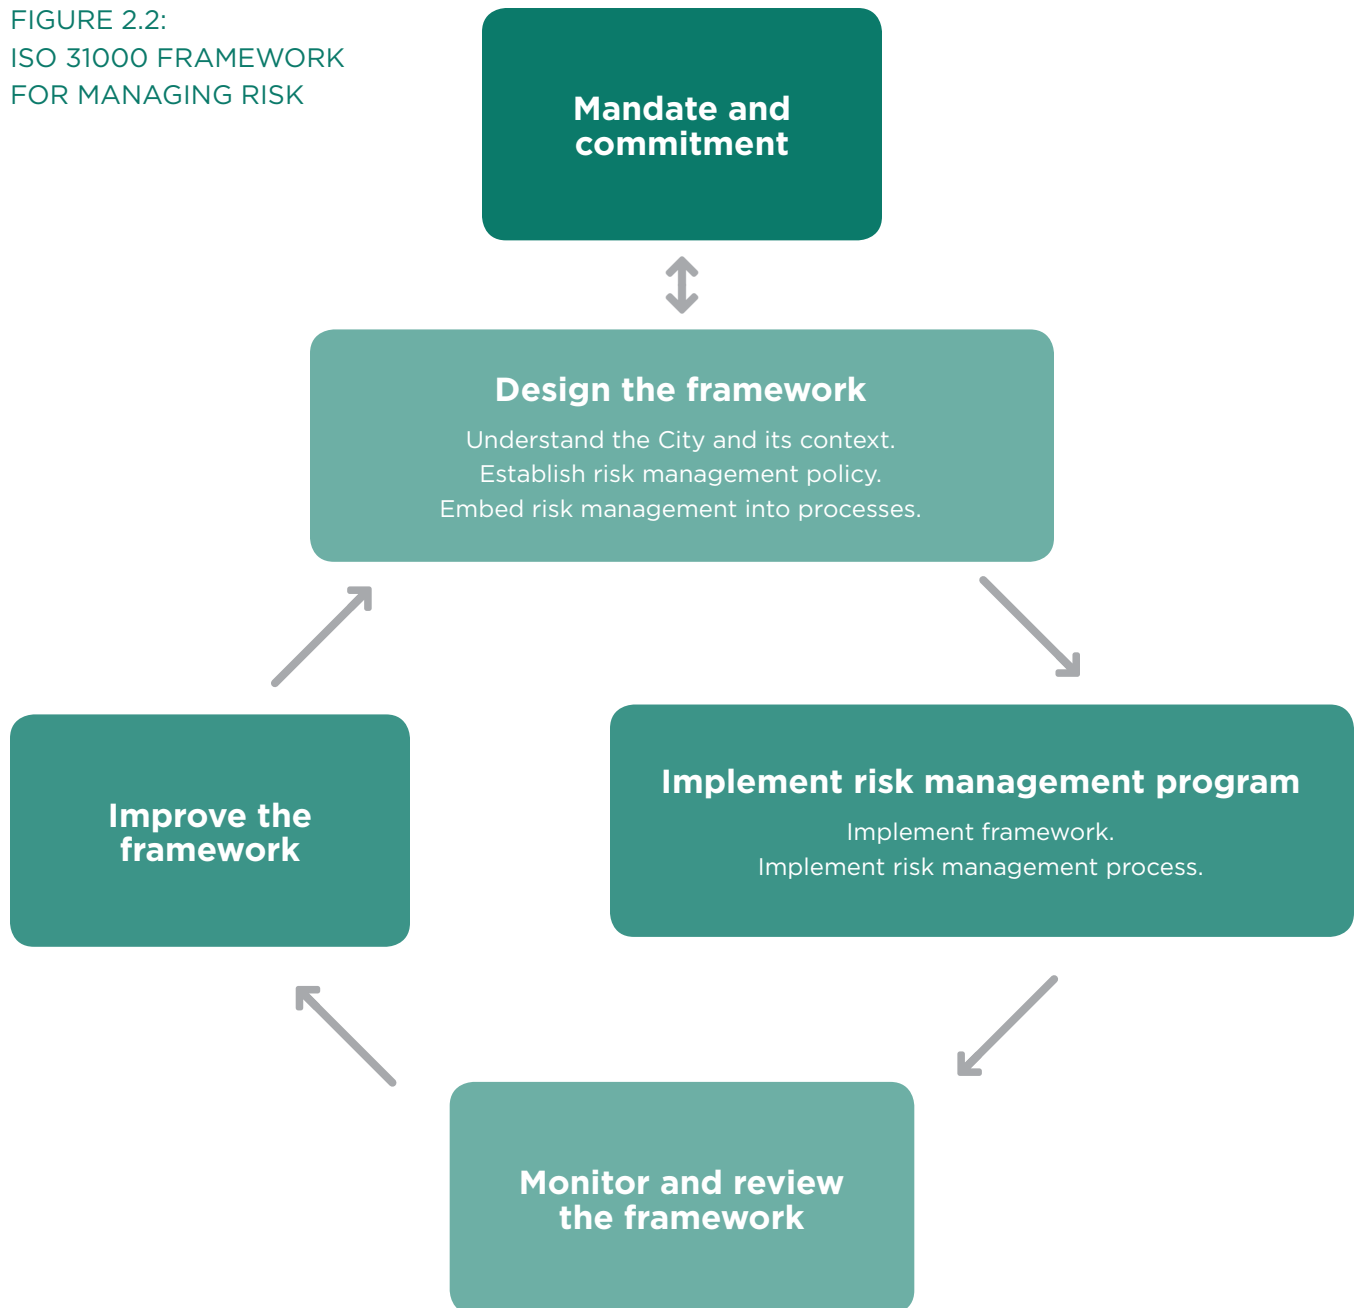 FIGURE 2.2:
ISO 31000 FRAMEWORK
FOR MANAGING RISK
Mandate and
commitment
Design the framework
Understand the City and its context.
Establish risk management policy.
Embed risk management into processes.
Implement risk management program
Implement framework.
Implement risk management process.
Improve the
framework
Monitor and review
the framework